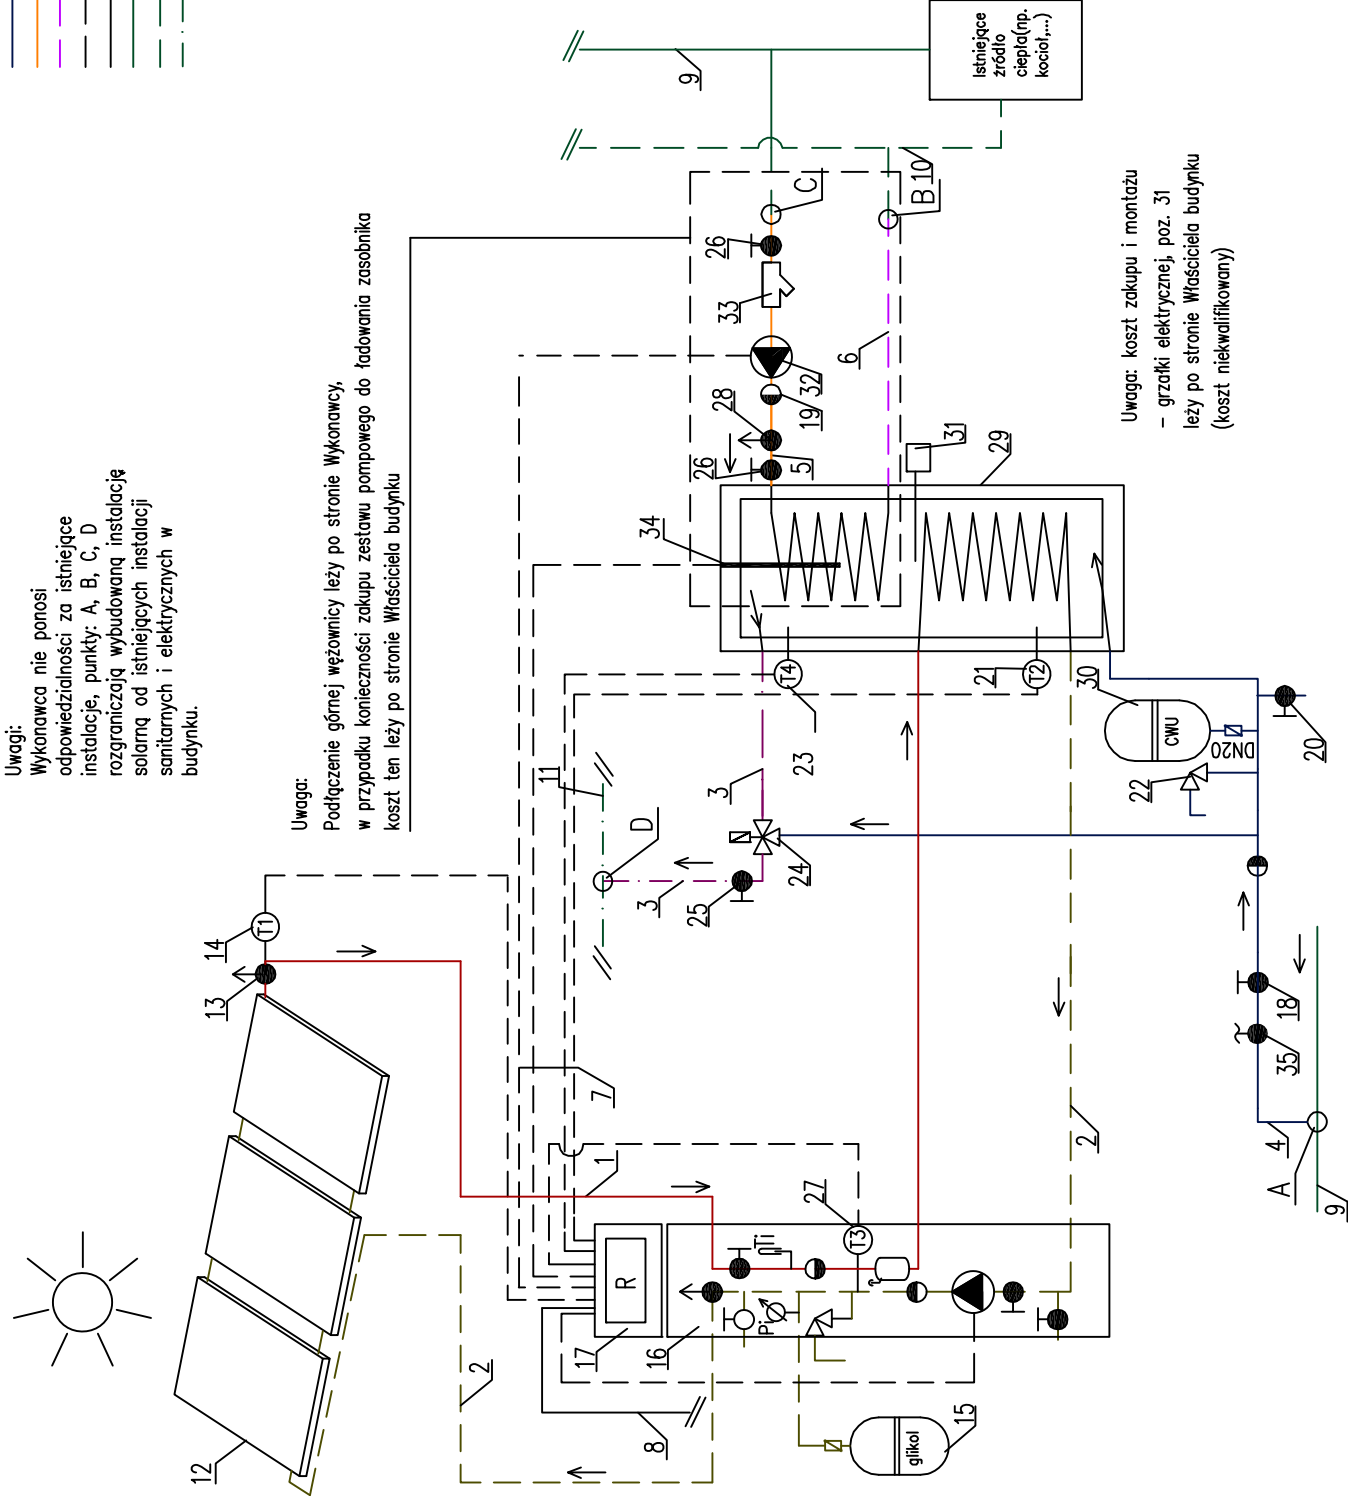 Uwagi:
Wykonawca nie ponosi
odpowiedzialności za istniejące
instalacje, punkty: A, B, C, D
rozgraniczają wybudowaną instalację
solarną od istniejących instalacji
sanitarnych i elektrycznych w
budynku.
Uwaga:
Podłączenie górnej wężownicy leży po stronie Wykonawcy,
w przypadku konieczności zakupu zestawu pompowego do ładowania zasobnika
koszt ten leży po stronie Właściciela budynku
Istniejące
źródło
ciepła(np.
kocioł,...)
Uwaga: koszt zakupu i montażu
- grzałki elektrycznej, poz. 31
leży po stronie Właściciela budynku
(koszt niekwalifikowany)
9
10
B
C
26
33
32
19
28
26
5
6
31
29
34
T4
23
21
T2
30
CWU
DN20
22
20
11
D
3
3
24
25
14
T1
13
12
7
1
27
T3
Ti
Pi
R
17
16
8
2
2
15
glikol
18
35
4
A
9